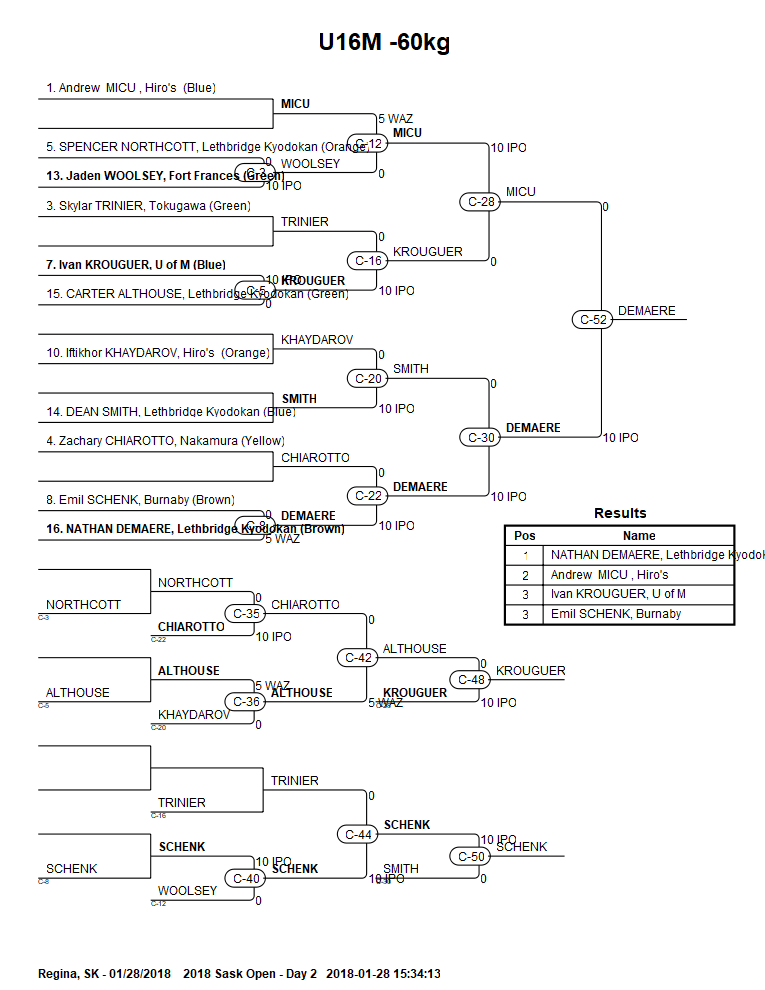 U16M -60kg
1. Andrew  MICU , Hiro's  (Blue)
MICU
5 WAZ
C-12
MICU
5. SPENCER NORTHCOTT, Lethbridge Kyodokan (Orange)
0
C-3
WOOLSEY
0
13. Jaden WOOLSEY, Fort Frances (Green)
10 IPO
10 IPO
C-28
MICU
0
3. Skylar TRINIER, Tokugawa (Green)
TRINIER
0
C-16
KROUGUER
0
7. Ivan KROUGUER, U of M (Blue)
10 IPO
C-5
KROUGUER
10 IPO
15. CARTER ALTHOUSE, Lethbridge Kyodokan (Green)
0
C-52
DEMAERE
KHAYDAROV
0
10. Iftikhor KHAYDAROV, Hiro's  (Orange)
C-20
SMITH
0
SMITH
10 IPO
14. DEAN SMITH, Lethbridge Kyodokan (Blue)
C-30
DEMAERE
10 IPO
4. Zachary CHIAROTTO, Nakamura (Yellow)
CHIAROTTO
0
C-22
DEMAERE
10 IPO
8. Emil SCHENK, Burnaby (Brown)
0
C-8
DEMAERE
10 IPO
16. NATHAN DEMAERE, Lethbridge Kyodokan (Brown)
5 WAZ
Results
Pos Name
1 NATHAN DEMAERE, Lethbridge Kyodok
2 Andrew  MICU , Hiro's
3 Ivan KROUGUER, U of M
3 Emil SCHENK, Burnaby
NORTHCOTT
0
NORTHCOTT
C-3
C-35
CHIAROTTO
0
CHIAROTTO
C-22
10 IPO
C-42
ALTHOUSE
0
ALTHOUSE
5 WAZ
ALTHOUSE
C-5
C-36
ALTHOUSE
5 WAZ
KHAYDAROV
C-20
0
KROUGUER
C-48
KROUGUER
10 IPO
TRINIER
0
TRINIER
C-16
C-44
SCHENK
10 IPO
SCHENK
10 IPO
SCHENK
C-8
C-40
SCHENK
10 IPO
WOOLSEY
C-12
0
SMITH
C-50
SCHENK
0
Regina, SK - 01/28/2018    2018 Sask Open - Day 2   2018-01-28 15:34:13